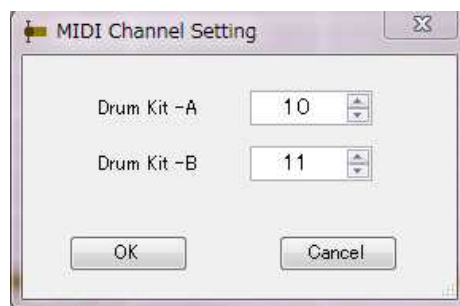 MIDI Channel Setting
Drum Kit -A 10
Drum Kit -B 11
OK Cancel